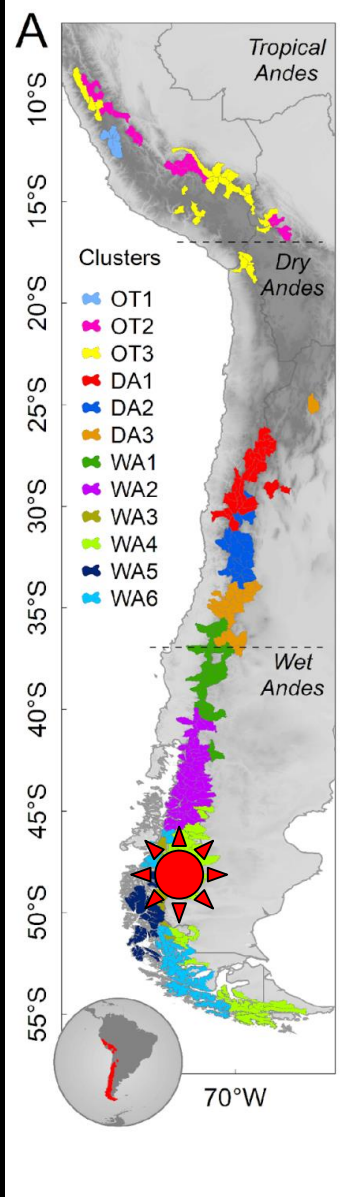 A
Tropical
Andes
10°S
15°S
Dry
Andes
Clusters
OT1
OT2
OT3
DA1
DA2
DA3
WA1
WA2
WA3
WA4
WA5
WA6
20°S
25°S
30°S
35°S
Wet
Andes
40°S
45°S
50°S
55°S
70°W